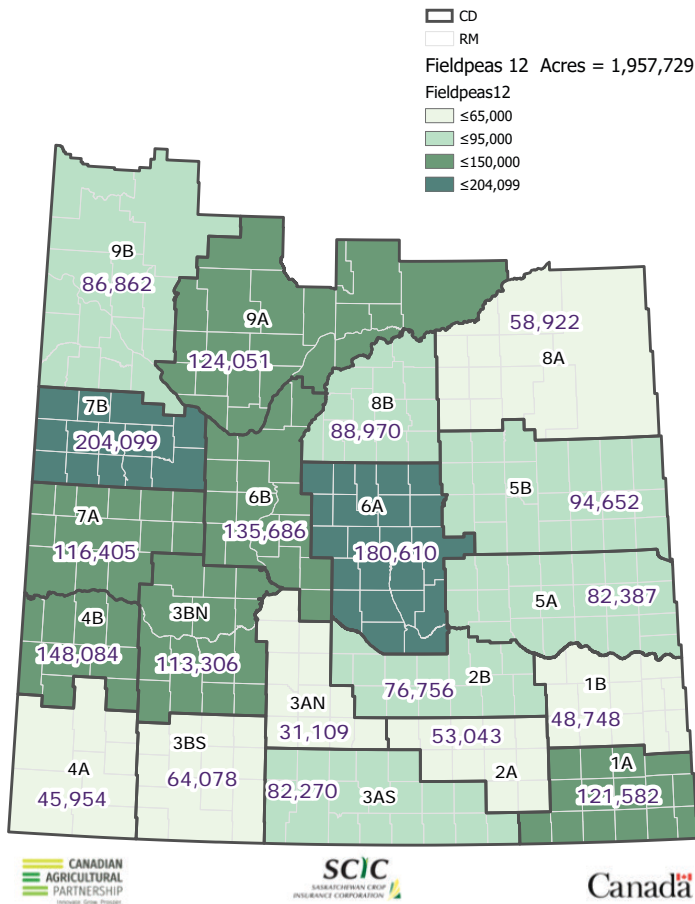 CD
RM
Fieldpeas 12 Acres = 1,957,729
Fieldpeas12
≤65,000
≤95,000
≤150,000
≤204,099
9B
86,862
9A
124,051
58,922
8A
7B
204,099
8B
88,970
5B
94,652
6B
135,686
6A
180,610
7A
116,405
5A
82,387
4B
148,084
3BN
113,306
2B
76,756
1B
48,748
3AN
31,109
53,043
2A
3BS
64,078
4A
45,954
82,270
3AS
1A
121,582
CANADIAN
AGRICULTURAL
PARTNERSHIP
Innovate. Grow. Prosper.
SCIC
SASKATCHEWAN CROP
INSURANCE CORPORATION
Canada